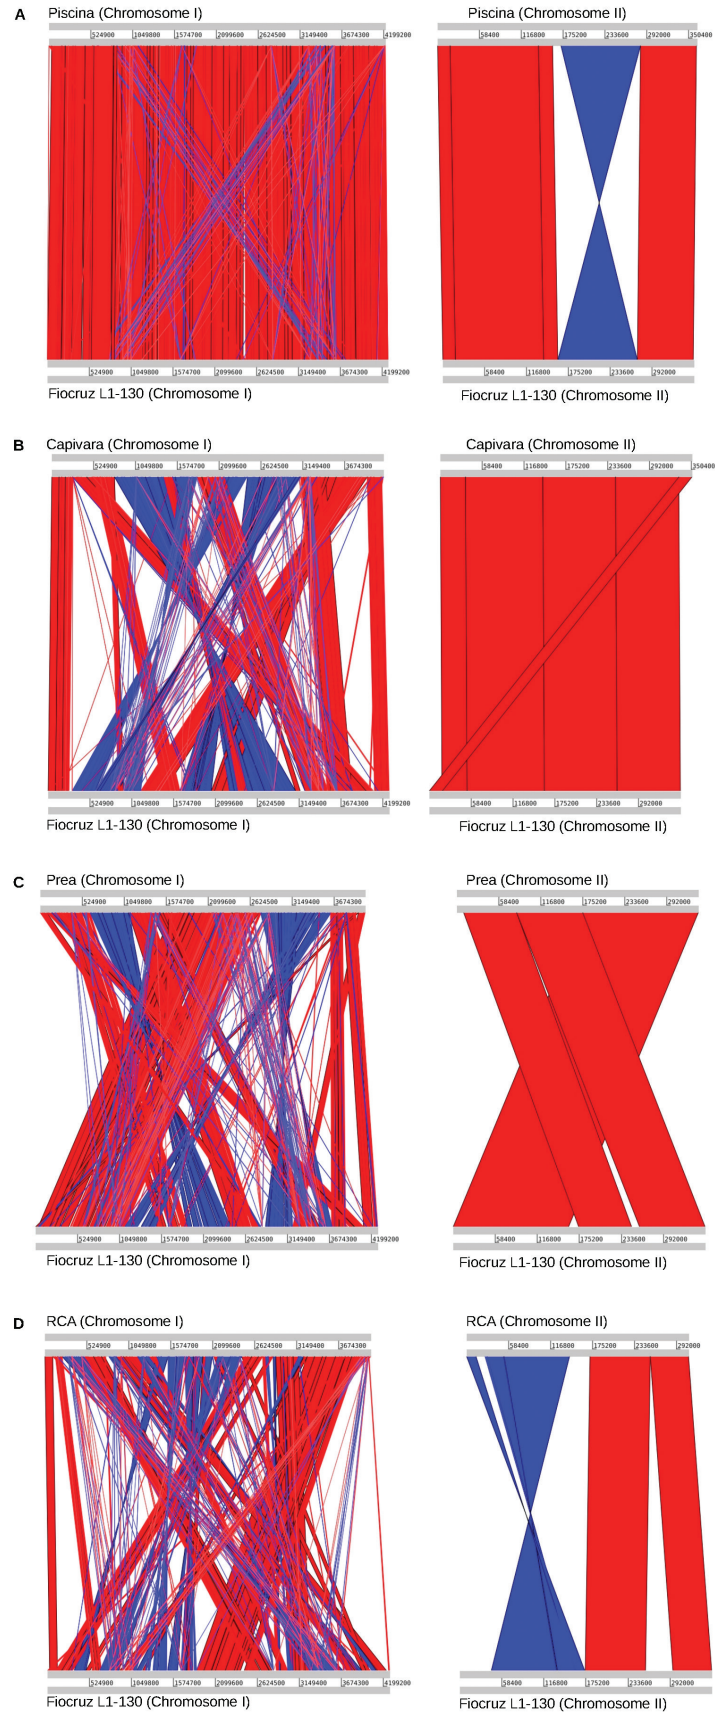 A
Piscina (Chromosome I)
Piscina (Chromosome II)
524900 1049800 1574700 2099600 2624500 3149400 3674300 4199200
58400 116800 175200 233600 292000 350400
524900 1049800 1574700 2099600 2624500 3149400 3674300 4199200
58400 116800 175200 233600 292000
Fiocruz L1-130 (Chromosome I)
Fiocruz L1-130 (Chromosome II)
B
Capivara (Chromosome I)
Capivara (Chromosome II)
524900 1049800 1574700 2099600 2624500 3149400 3674300
58400 116800 175200 233600 292000 350400
524900 1049800 1574700 2099600 2624500 3149400 3674300 4199200
58400 116800 175200 233600 292000
Fiocruz L1-130 (Chromosome I)
Fiocruz L1-130 (Chromosome II)
C
Prea (Chromosome I)
Prea (Chromosome II)
524900 1049800 1574700 2099600 2624500 3149400 3674300
58400 116800 175200 233600 292000
524900 1049800 1574700 2099600 2624500 3149400 3674300 4199200
58400 116800 175200 233600 292000
Fiocruz L1-130 (Chromosome I)
Fiocruz L1-130 (Chromosome II)
D
RCA (Chromosome I)
RCA (Chromosome II)
524900 1049800 1574700 2099600 2624500 3149400 3674300
58400 116800 175200 233600 292000
524900 1049800 1574700 2099600 2624500 3149400 3674300 4199200
58400 116800 175200 233600 292000
Fiocruz L1-130 (Chromosome I)
Fiocruz L1-130 (Chromosome II)